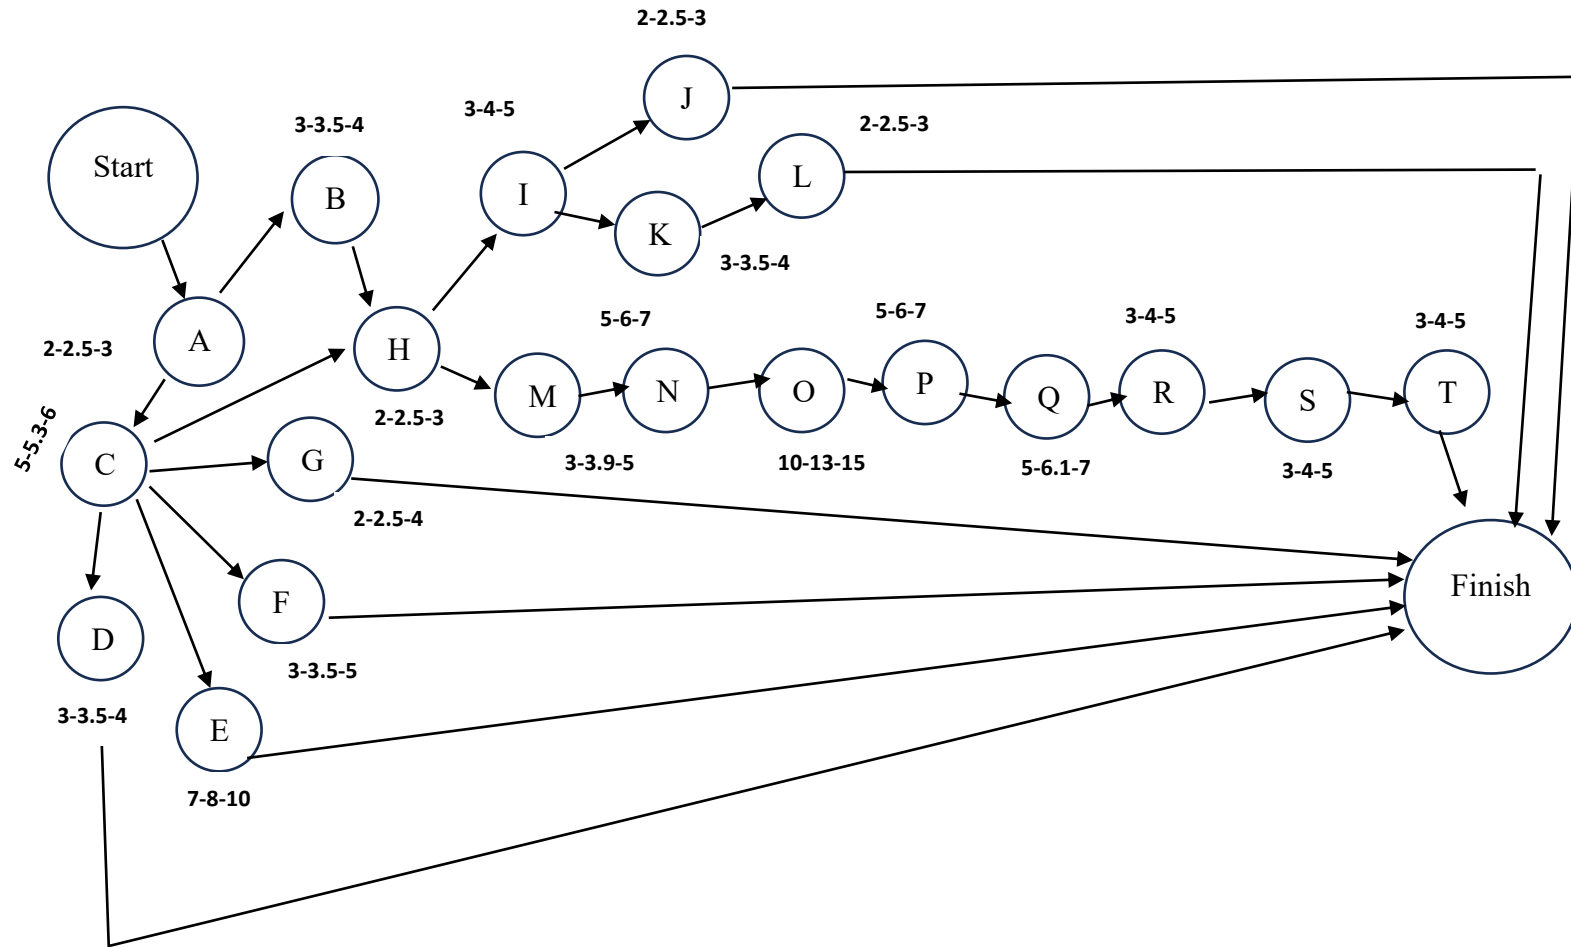 2-2.5-3
J
3-4-5
3-3.5-4
2-2.5-3
Start
B
I
L
K
3-3.5-4
A
2-2.5-3
H
2-2.5-3
5-6-7
5-6-7
3-4-5
3-4-5
M
N
O
P
Q
R
S
T
3-3.9-5
10-13-15
5-6.1-7
3-4-5
5-5.3-6
C
G
2-2.5-4
F
3-3.5-5
Finish
D
3-3.5-4
E
7-8-10